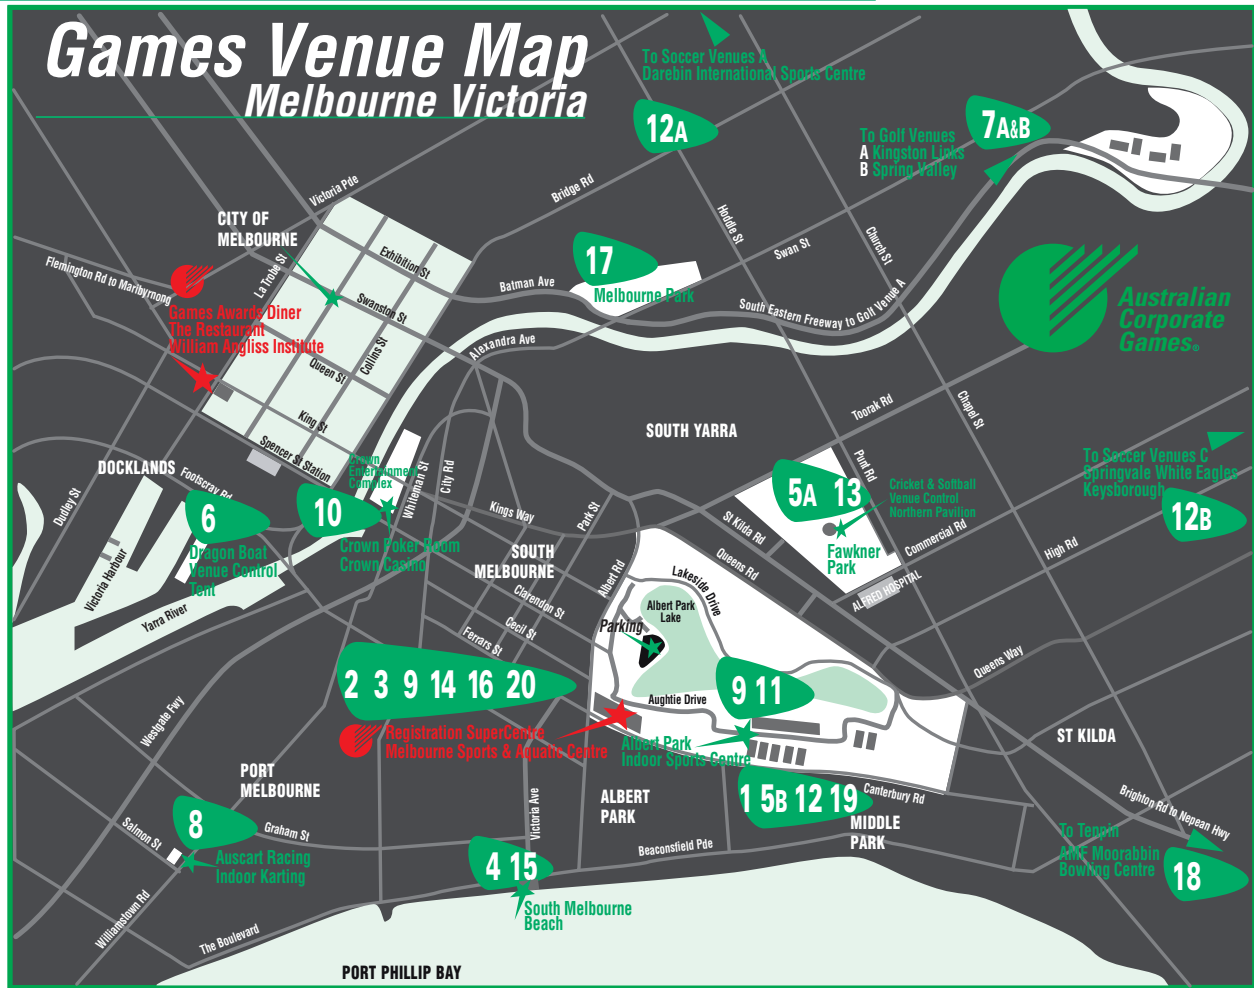 Games Venue Map
Melbourne Victoria
To Soccer Venues A
Darebin International Sports Centre
12A
7A&B
To Golf Venues
A Kingston Links
B Spring Valley
Victoria Pde
Bridge Rd
CITY OF
MELBOURNE
Hoddle St
Church St
Swan St
17
Melbourne Park
Exhibition St
La Trobe St
Flemington Rd to Maribyrnong
Batman Ave
Swanston St
South Eastern Freeway to Golf Venue A
Games Awards Diner
The Restaurant
William Angliss Institute
Australian
Corporate
Games®
Alexandra Ave
Collins St
Queen St
King St
Spencer St Station
Toorak Rd
Chapel St
SOUTH YARRA
DOCKLANDS
Footscray Rd
Dudley St
Crown
Entertainment
Complex
Whiteman St
City Rd
Punt Rd
To Soccer Venues C
Springvale White Eagles
Keysborough
12B
5A 13
Cricket & Softball
Venue Control
Northern Pavilion
6
10
Kings Way
Park St
St Kilda Rd
Dragon Boat
Venue Control
Tent
Crown Poker Room
Crown Casino
Fawkner
Park
Commercial Rd
High Rd
SOUTH
MELBOURNE
Queens Rd
Victoria Harbour
Albert Rd
Lakeside Drive
ALFRED HOSPITAL
Yarra River
Clarendon St
Cecil St
Ferrars St
Albert Park
Lake
Parking
Queens Way
2 3 9 14 16 20
9 11
Aughtie Drive
Westgate Fwy
Registration SuperCentre
Melbourne Sports & Aquatic Centre
Albert Park
Indoor Sports Centre
ST KILDA
PORT
MELBOURNE
1 5B 12 19
Canterbury Rd
ALBERT
PARK
MIDDLE
PARK
Victoria Ave
Brighton Rd to Nepean Hwy
8
Salmon St
Graham St
Auscart Racing
Indoor Karting
Beaconsfield Pde
To Tenpin
AMF Moorabbin
Bowling Centre
18
4 15
Williamstown Rd
South Melbourne
Beach
The Boulevard
PORT PHILLIP BAY